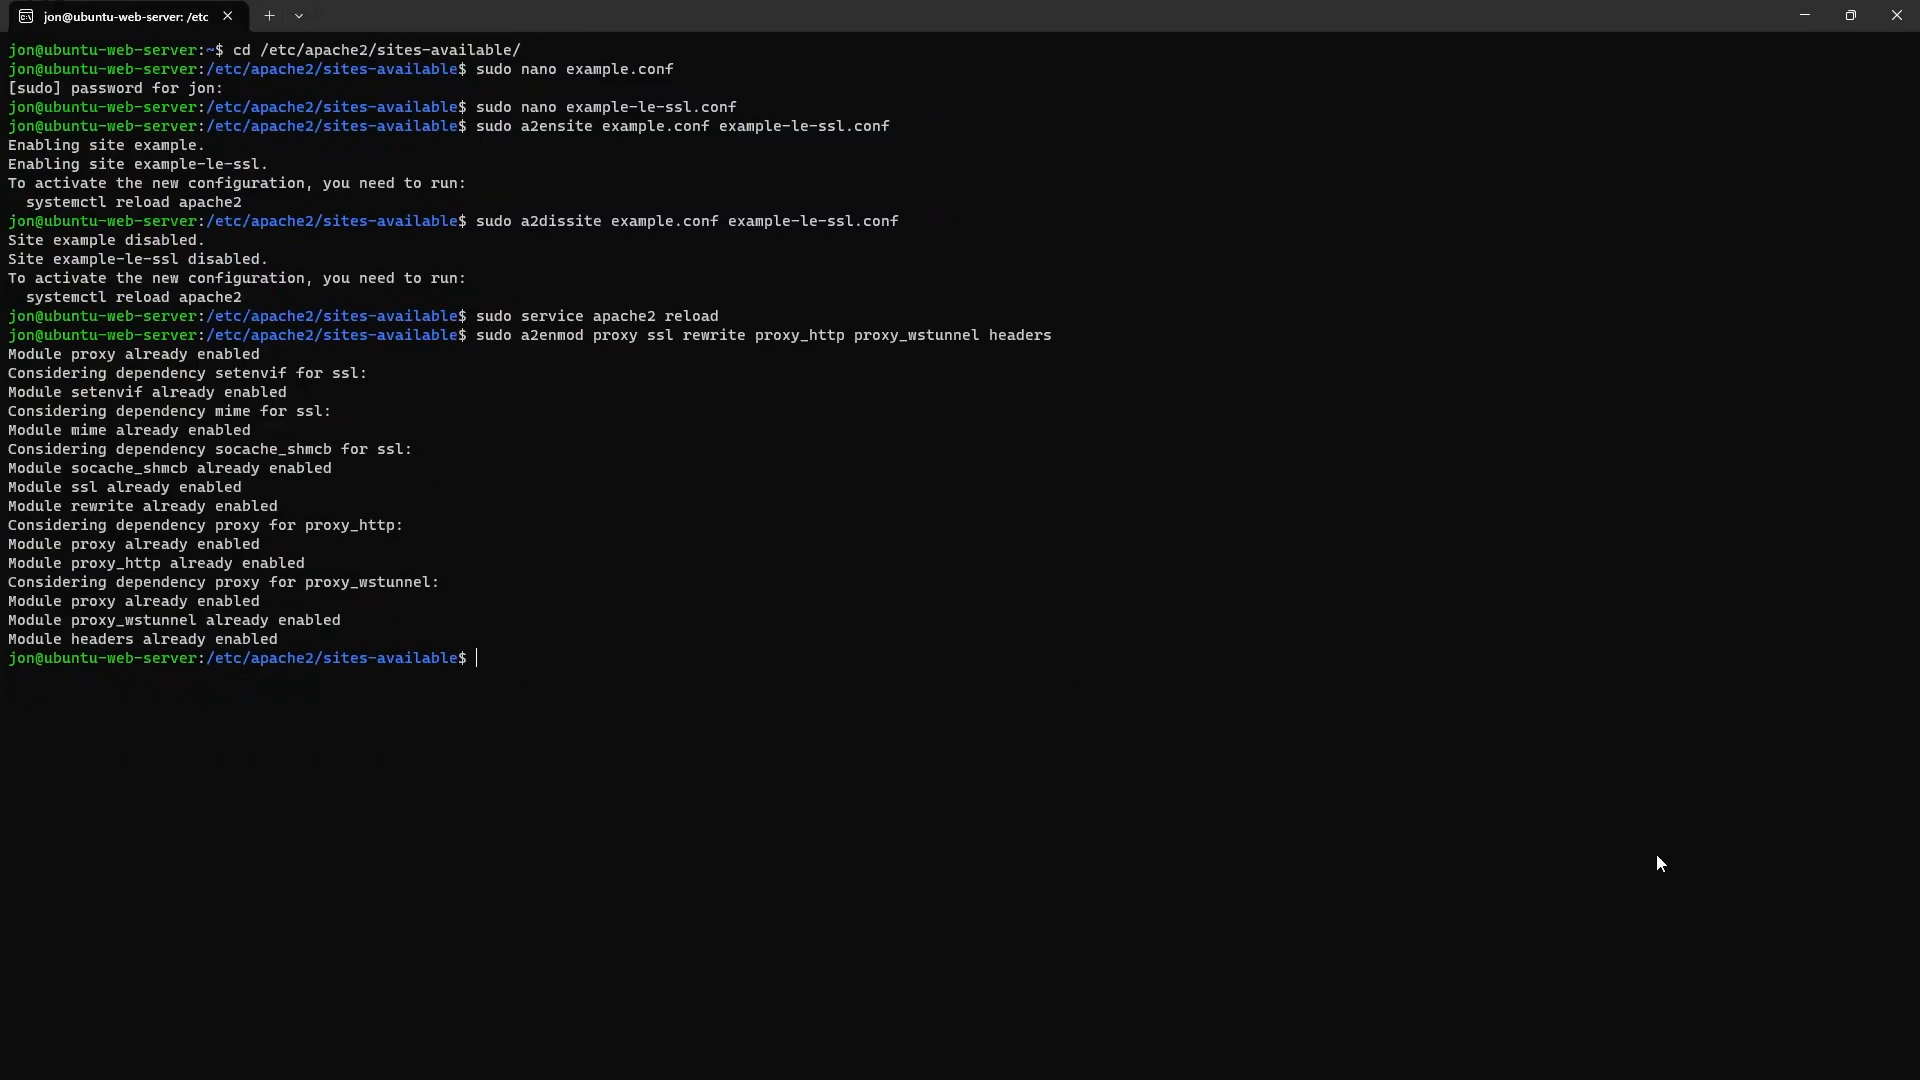 jon@ubuntu-web-server: /etc
jon@ubuntu-web-server:~$ cd /etc/apache2/sites-available/
jon@ubuntu-web-server:/etc/apache2/sites-available$ sudo nano example.conf
[sudo] password for jon:
jon@ubuntu-web-server:/etc/apache2/sites-available$ sudo nano example-le-ssl.conf
jon@ubuntu-web-server:/etc/apache2/sites-available$ sudo a2ensite example.conf example-le-ssl.conf
Enabling site example.
Enabling site example-le-ssl.
To activate the new configuration, you need to run:
  systemctl reload apache2
jon@ubuntu-web-server:/etc/apache2/sites-available$ sudo a2dissite example.conf example-le-ssl.conf
Site example disabled.
Site example-le-ssl disabled.
To activate the new configuration, you need to run:
  systemctl reload apache2
jon@ubuntu-web-server:/etc/apache2/sites-available$ sudo service apache2 reload
jon@ubuntu-web-server:/etc/apache2/sites-available$ sudo a2enmod proxy ssl rewrite proxy_http proxy_wstunnel headers
Module proxy already enabled
Considering dependency setenvif for ssl:
Module setenvif already enabled
Considering dependency mime for ssl:
Module mime already enabled
Considering dependency socache_shmcb for ssl:
Module socache_shmcb already enabled
Module ssl already enabled
Module rewrite already enabled
Considering dependency proxy for proxy_http:
Module proxy already enabled
Module proxy_http already enabled
Considering dependency proxy for proxy_wstunnel:
Module proxy already enabled
Module proxy_wstunnel already enabled
Module headers already enabled
jon@ubuntu-web-server:/etc/apache2/sites-available$